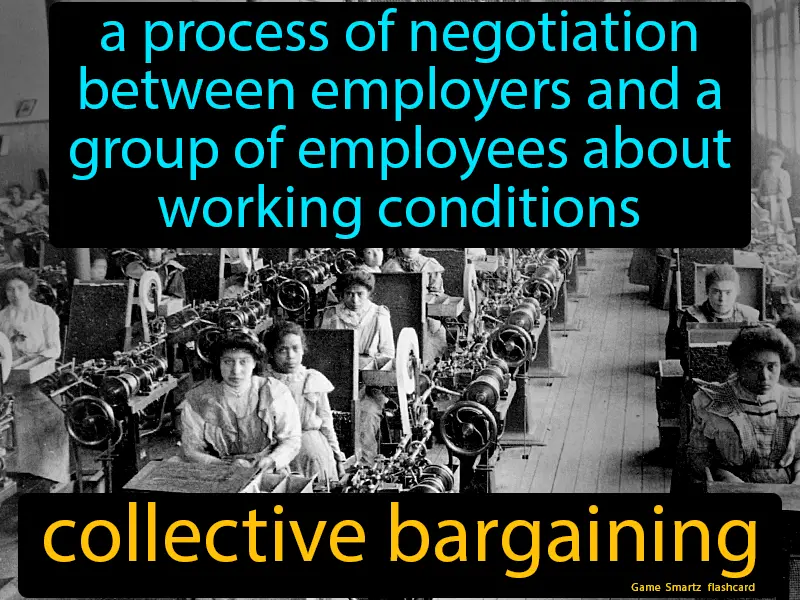 a process of negotiation
between employers and a
group of employees about
working conditions
collective bargaining
Game Smartz flashcard